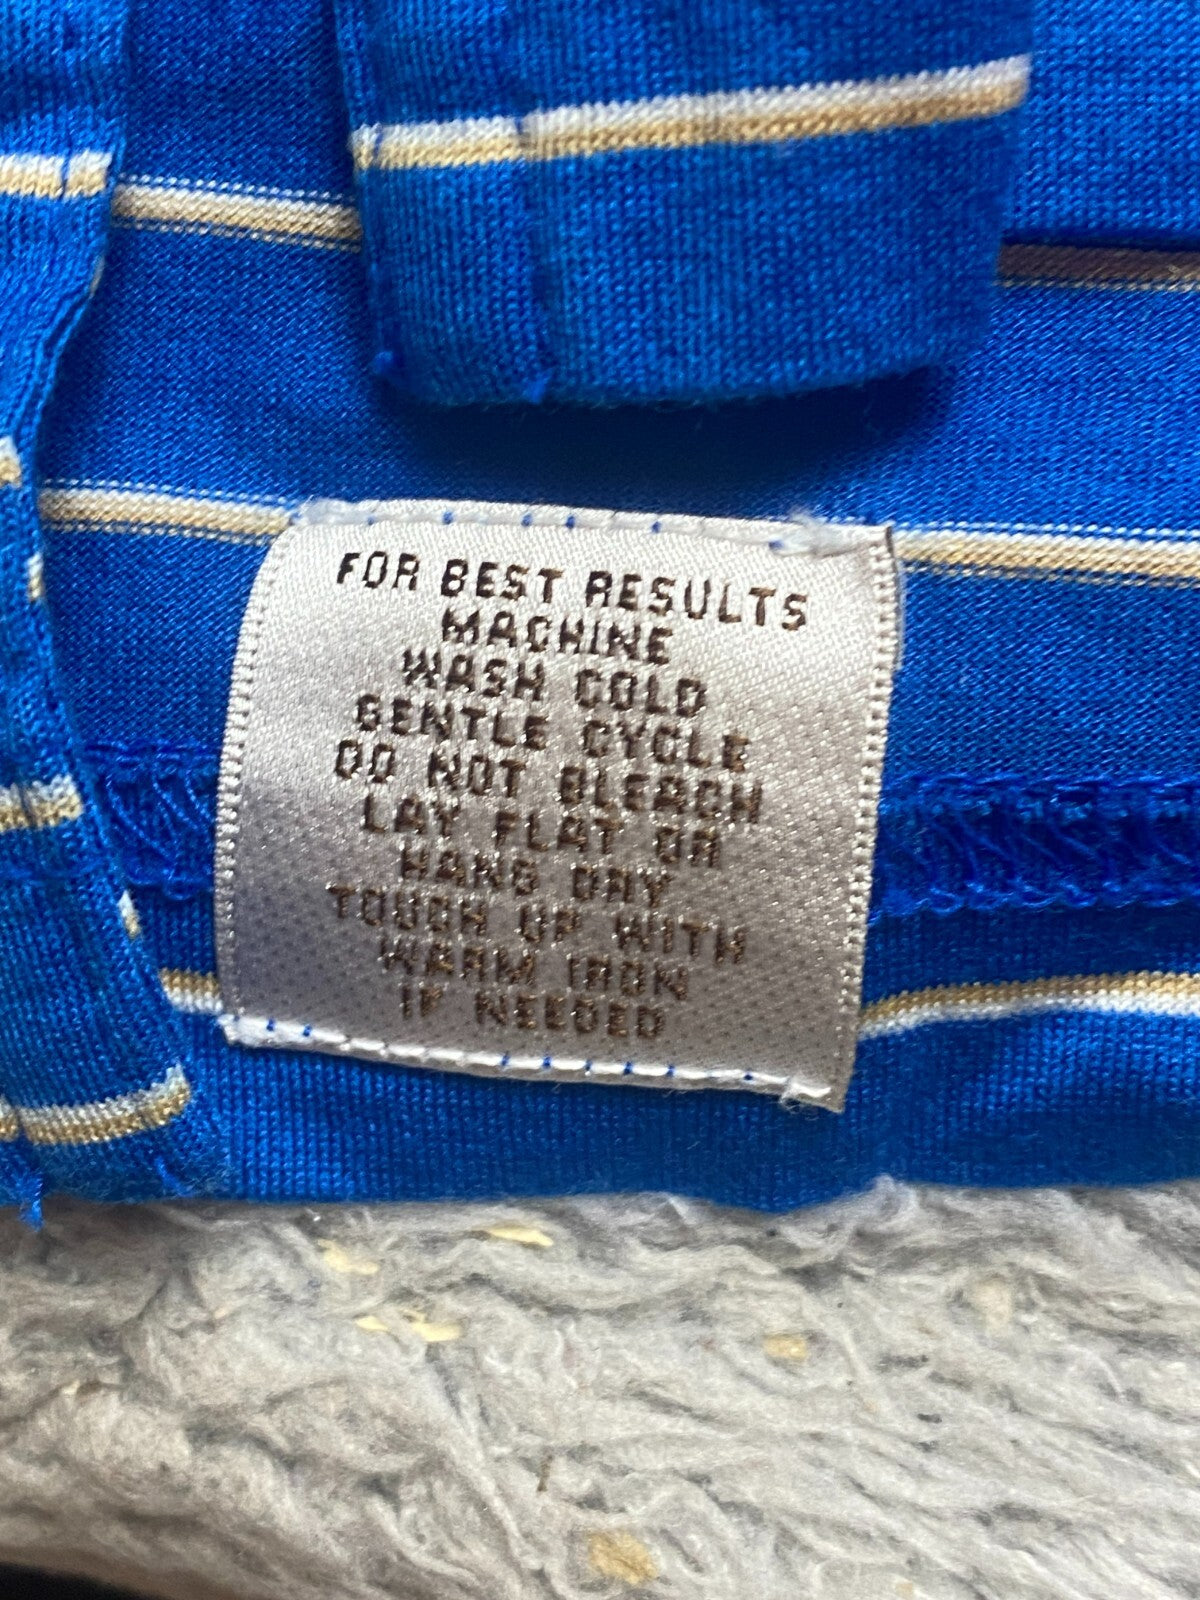 FOR BEST RESULTS
MACHINE
WASH COLD
GENTLE CYCLE
DO NOT BLEACH
LAY FLAT OR
HANG DRY
TOUCH UP WITH
WARM IRON
IF NEEDED